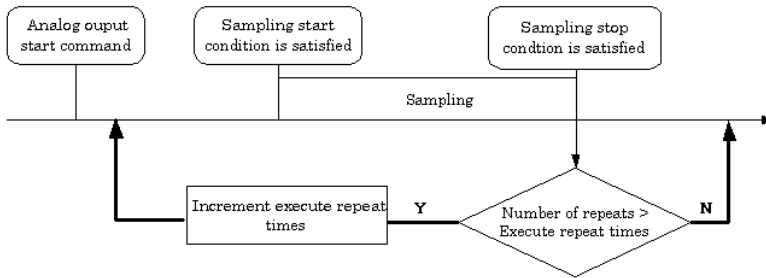 Analog ouput
start command
Sampling start
condition is satisfied
Sampling stop
condtion is satisfied
Sampling
Increment execute repeat
times
Y
Number of repeats >
Execute repeat times
N